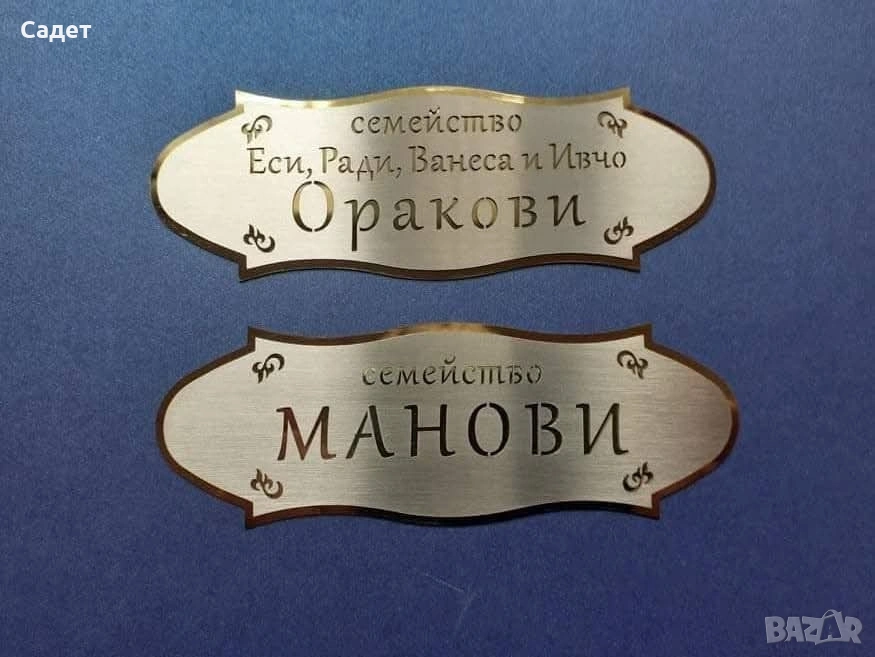 Садет
семейство
Еси, Ради, Ванеса и Ивчо
Оракови
семейство
МАНОВИ
BAZAR